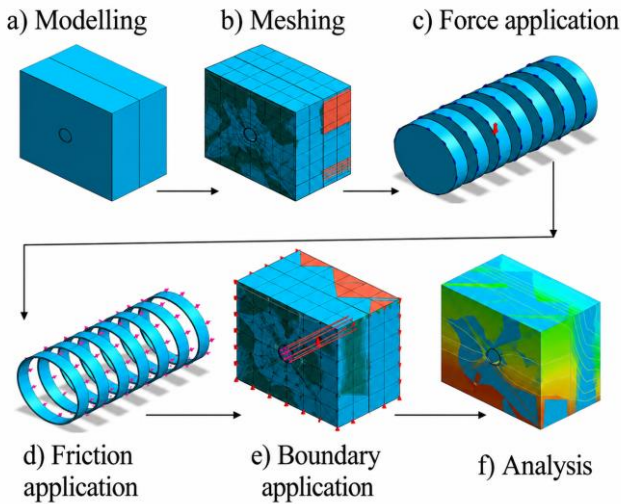 a) Modelling
b) Meshing
c) Force application
d) Friction
application
e) Boundary
application
f) Analysis